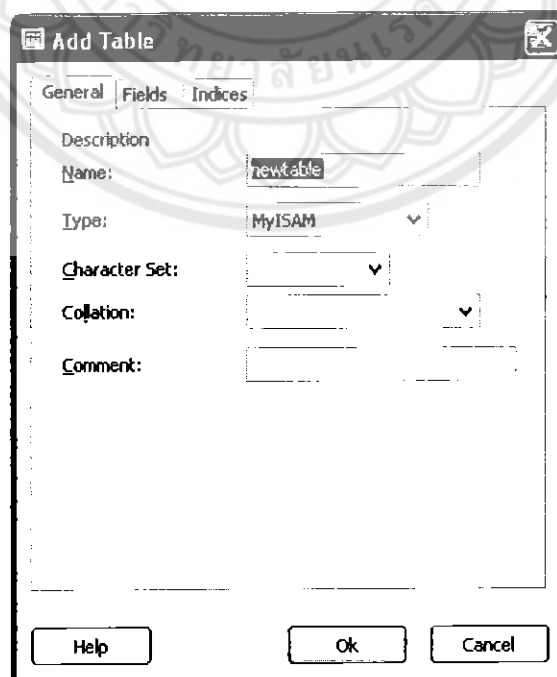 Add Table
General Fields Indices
Description
Name: newtable
Type: MyISAM
Character Set:
Collation:
Comment:
Help Ok Cancel